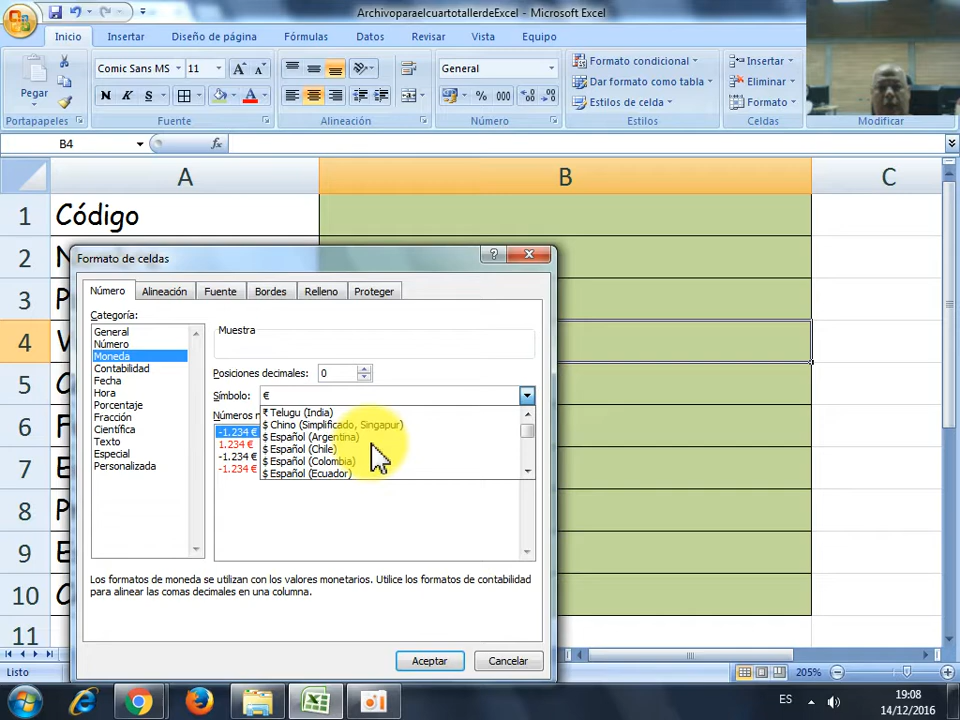 ArchivoparaelcuartotallerdeExcel - Microsoft Excel
Inicio
Insertar
Diseño de página
Fórmulas
Datos
Revisar
Vista
Equipo
Pegar
Portapapeles
Comic Sans MS
11
N K S
Fuente
Alineación
General
% 000
Número
Formato condicional
Dar formato como tabla
Estilos de celda
Estilos
Insertar
Eliminar
Formato
Celdas
Modificar
B4
fx
A
B
C
1
Código
2
3
4
5
6
7
8
9
10
11
Formato de celdas
Número
Alineación
Fuente
Bordes
Relleno
Proteger
Categoría:
General
Número
Moneda
Contabilidad
Fecha
Hora
Porcentaje
Fracción
Científica
Texto
Especial
Personalizada
Muestra
Posiciones decimales: 0
Símbolo: €
Números n
-1.234 €
1.234 €
-1.234 €
-1.234 €
₹ Telugu (India)
$ Chino (Simplificado, Singapur)
$ Español (Argentina)
$ Español (Chile)
$ Español (Colombia)
$ Español (Ecuador)
Los formatos de moneda se utilizan con los valores monetarios. Utilice los formatos de contabilidad
para alinear las comas decimales en una columna.
Aceptar
Cancelar
Listo
205%
ES
19:08
14/12/2016